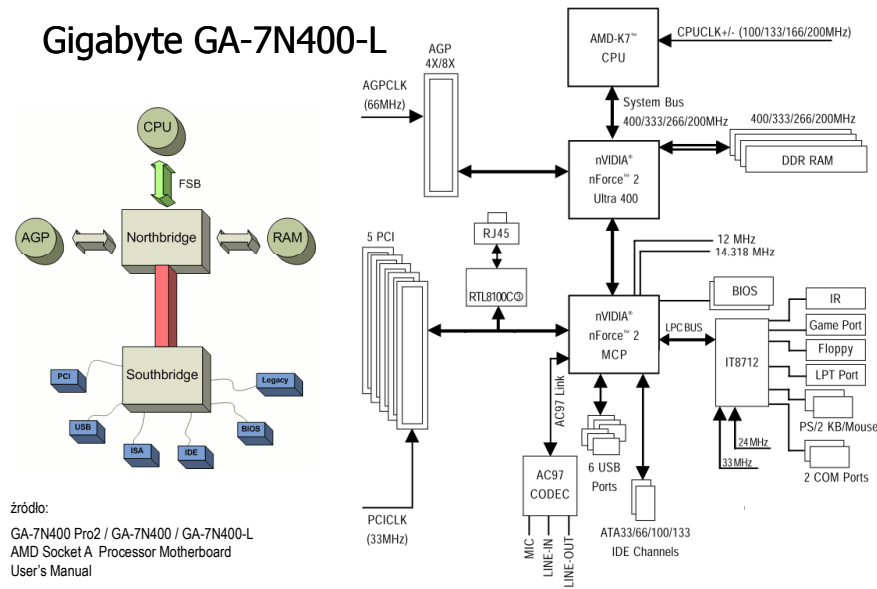 Gigabyte GA-7N400-L
CPU
FSB
AGP
Northbridge
RAM
Southbridge
PCI
USB
ISA
IDE
BIOS
Legacy
źródło:
GA-7N400 Pro2 / GA-7N400 / GA-7N400-L
AMD Socket A Processor Motherboard
User's Manual
AMD-K7™
CPU
CPUCLK+/- (100/133/166/200MHz)
AGP
4X/8X
AGPCLK
(66MHz)
System Bus
400/333/266/200MHz
400/333/266/200MHz
DDR RAM
nVIDIA®
nForce™ 2
Ultra 400
5 PCI
RJ45
RTL8100C③
12 MHz
14.318 MHz
nVIDIA®
nForce™ 2
MCP
BIOS
LPC BUS
IT8712
IR
Game Port
Floppy
LPT Port
PS/2 KB/Mouse
2 COM Ports
24 MHz
33 MHz
AC97 Link
6 USB
Ports
AC97
CODEC
MIC
LINE-IN
LINE-OUT
ATA33/66/100/133
IDE Channels
PCICLK
(33MHz)